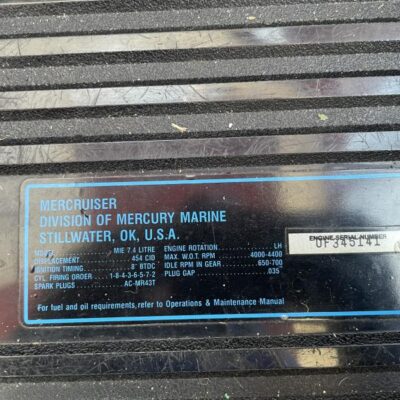 MERCRUISER
DIVISION OF MERCURY MARINE
STILLWATER, OK, U.S.A.
MODEL ........ MIE 7.4 LITRE
DISPLACEMENT ........ 454 CID
IGNITION TIMING ........ 8° BTDC
CYL. FIRING ORDER .... 1-8-4-3-6-5-7-2
SPARK PLUGS ........ AC-MR43T
ENGINE ROTATION ........ LH
MAX. W.O.T. RPM ........ 4000-4400
IDLE RPM IN GEAR ........ 650-700
PLUG GAP ........ .035
For fuel and oil requirements, refer to Operations & Maintenance Manual
ENGINE SERIAL NUMBER
0F345141